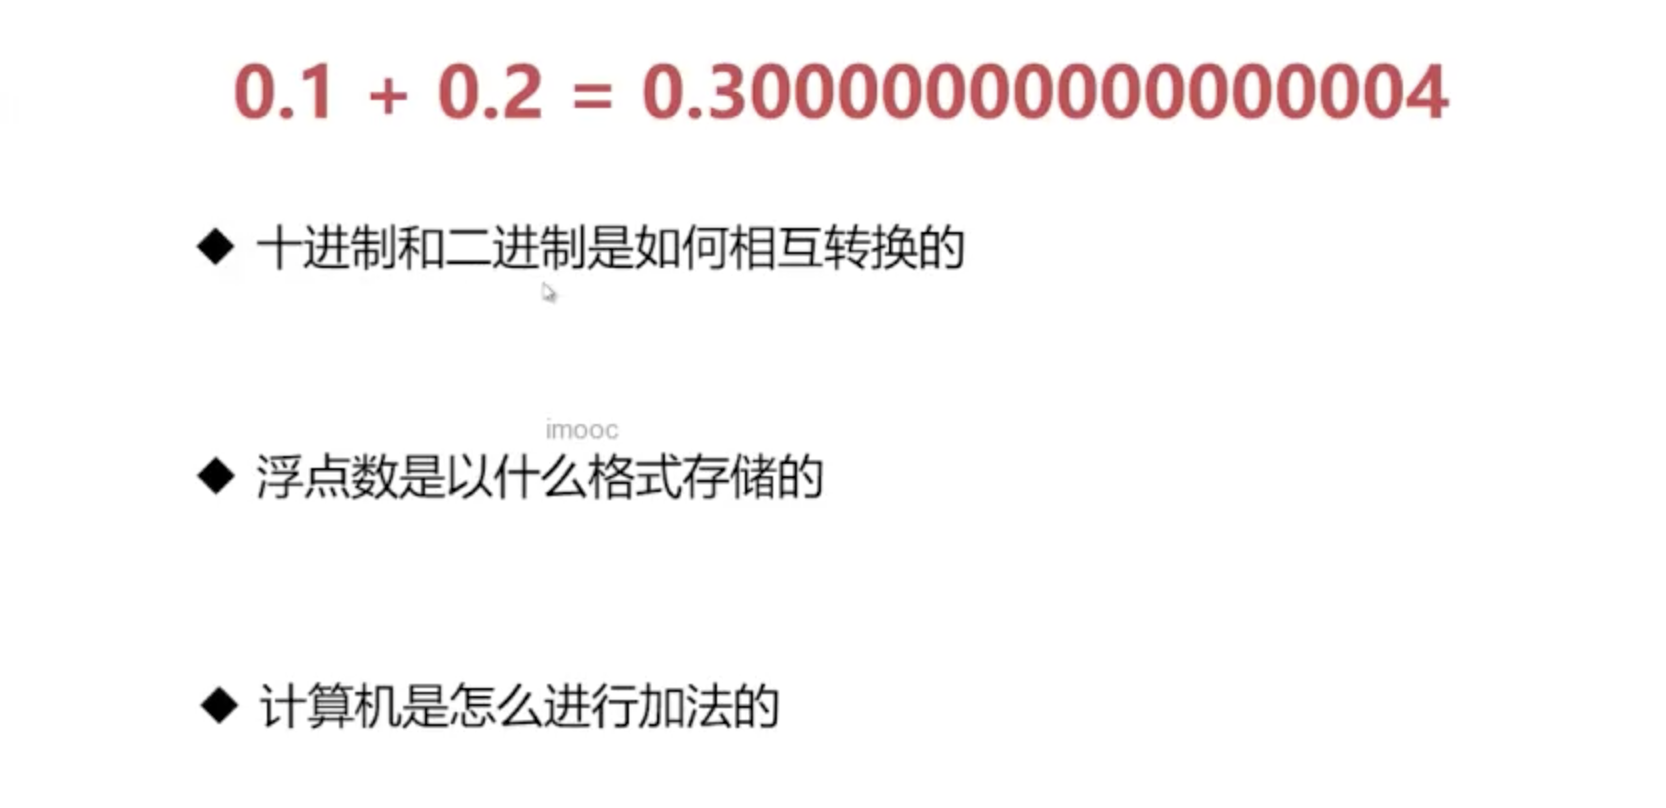 0.1 + 0.2 = 0.30000000000000004
◆ 十进制和二进制是如何相互转换的
imooc
◆ 浮点数是以什么格式存储的
◆ 计算机是怎么进行加法的